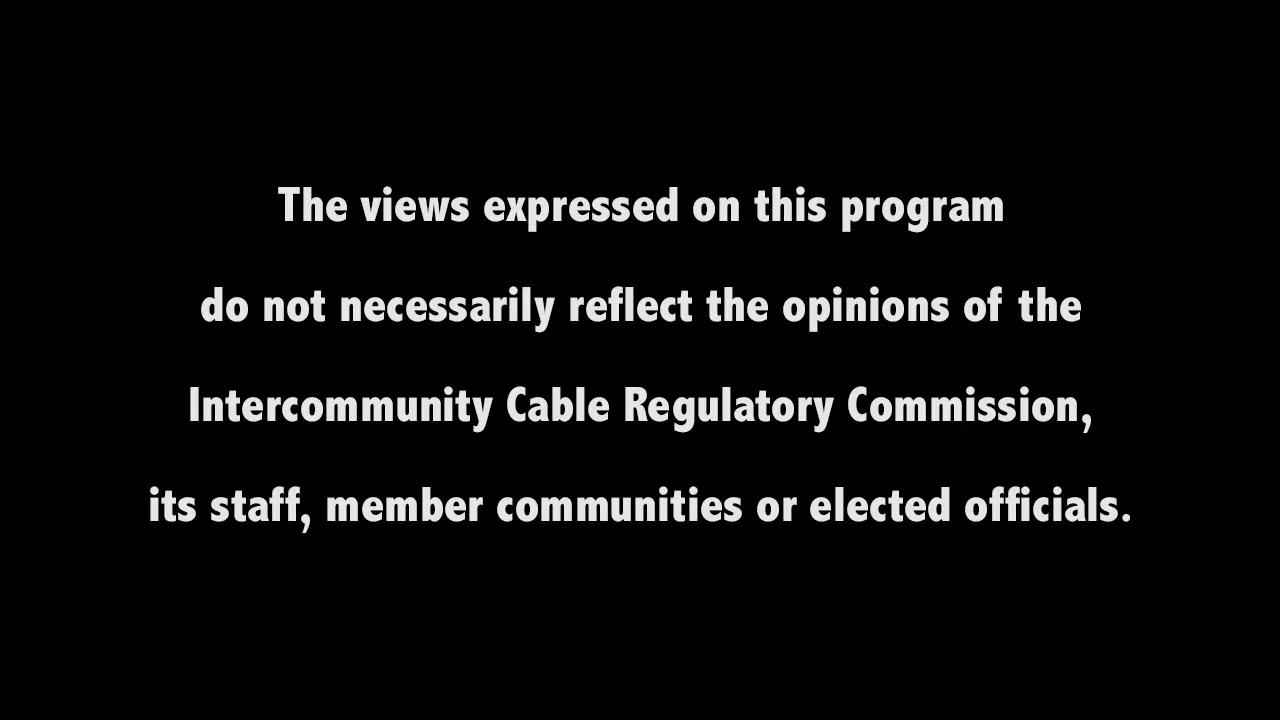 The views expressed on this program
do not necessarily reflect the opinions of the
Intercommunity Cable Regulatory Commission,
its staff, member communities or elected officials.